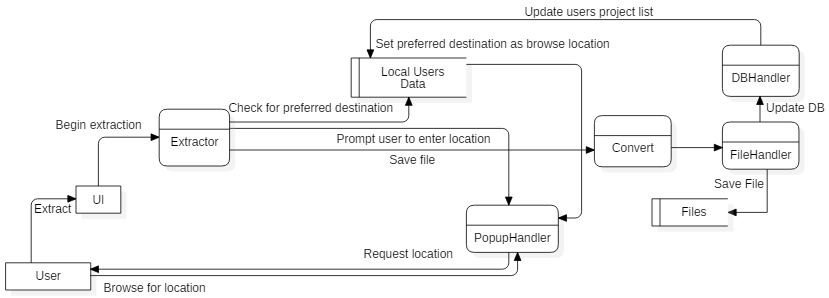 Update users project list
Set preferred destination as browse location
Local Users
Data
DBHandler
Check for preferred destination
Update DB
Begin extraction
Extractor
Prompt user to enter location
Save file
Convert
FileHandler
Save File
UI
Extract
Files
PopupHandler
Request location
User
Browse for location